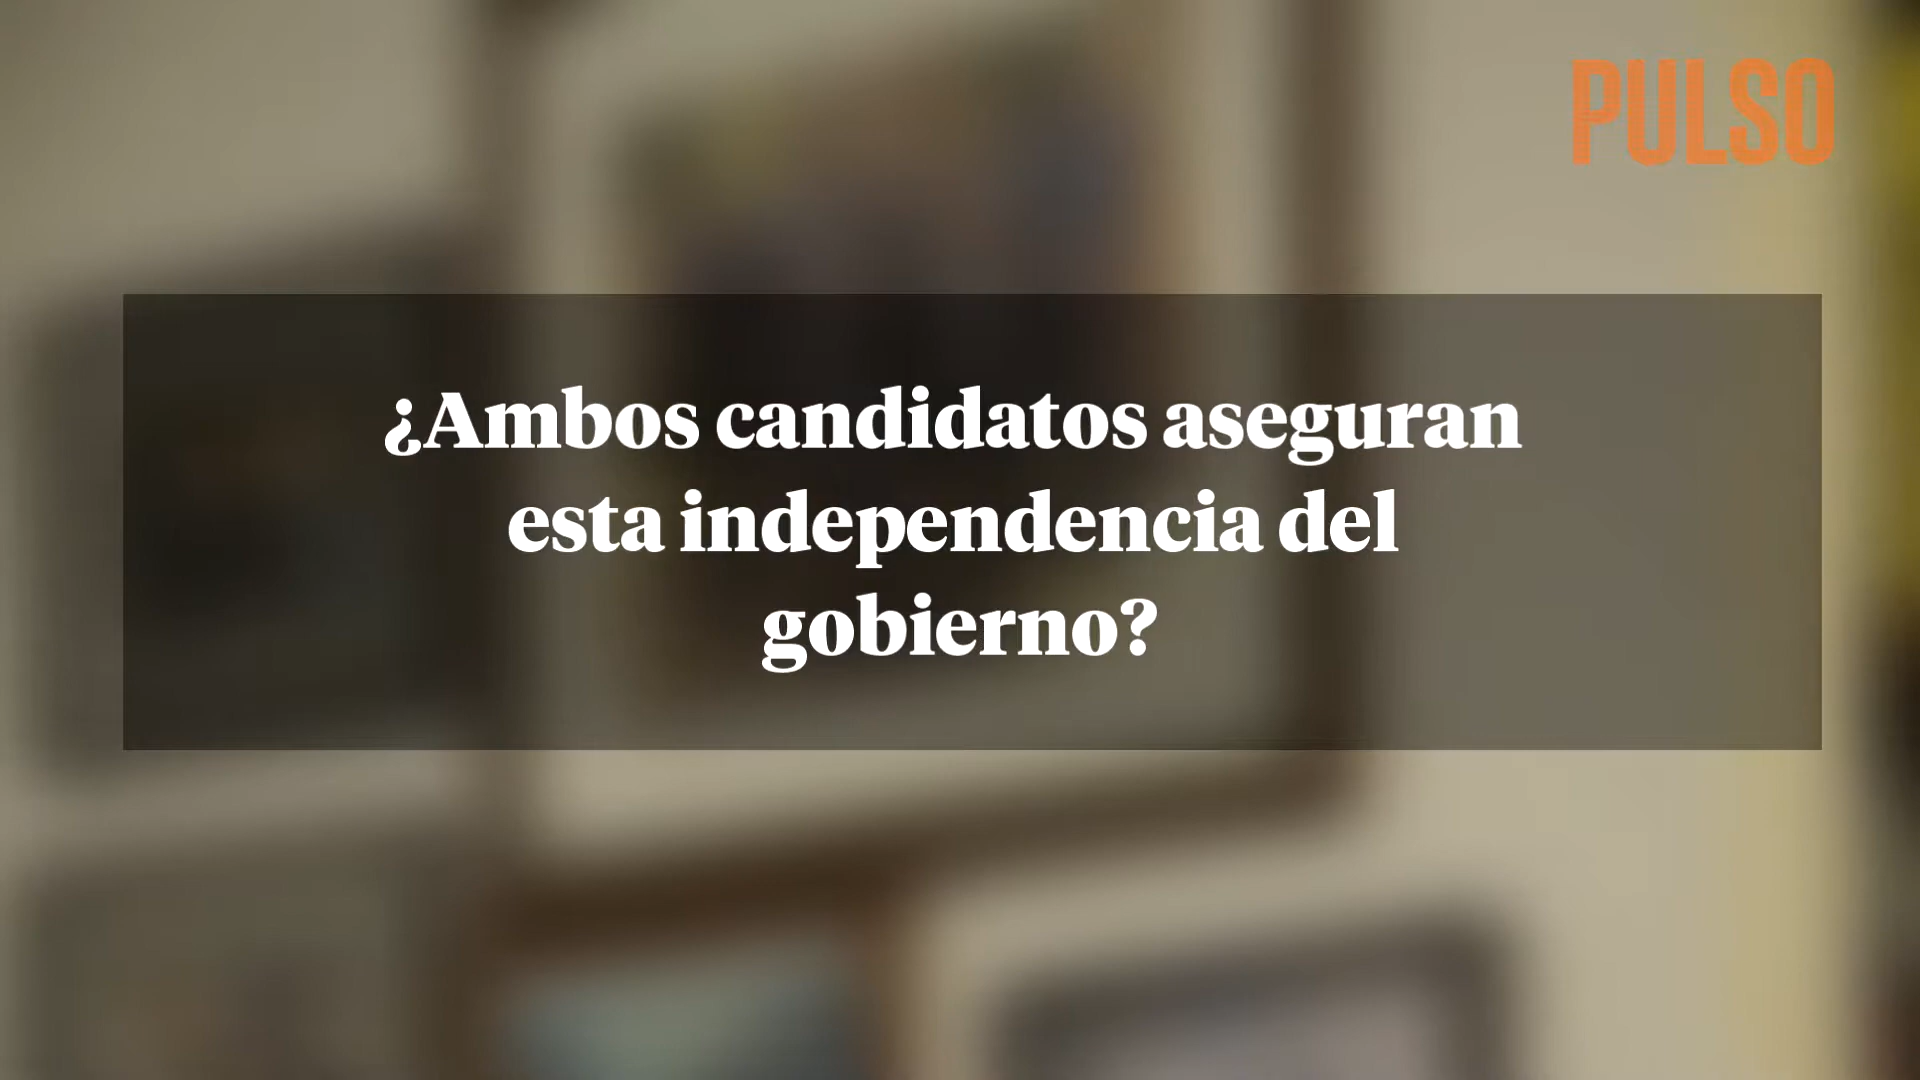 PULSO
¿Ambos candidatos aseguran
esta independencia del
gobierno?